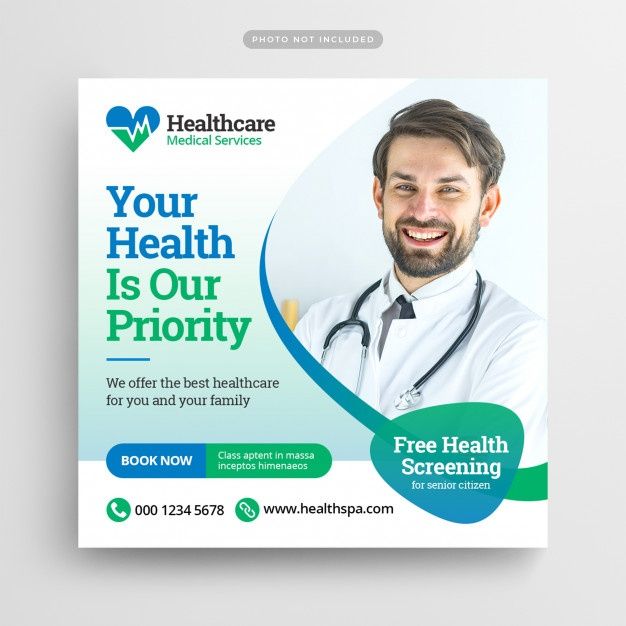 PHOTO NOT INCLUDED
Healthcare
Medical Services
Your
Health
Is Our
Priority
We offer the best healthcare
for you and your family
BOOK NOW
Class aptent in massa
inceptos himenaeos
Free Health
Screening
for senior citizen
000 1234 5678
www.healthspa.com